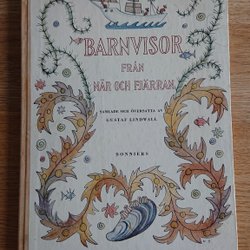 BARNVISOR
FRÅN
NÄR OCH FJÄRRAN
SAMLADE OCH ÖVERSATTA AV
GUSTAF LINDWALL
BONNIERS